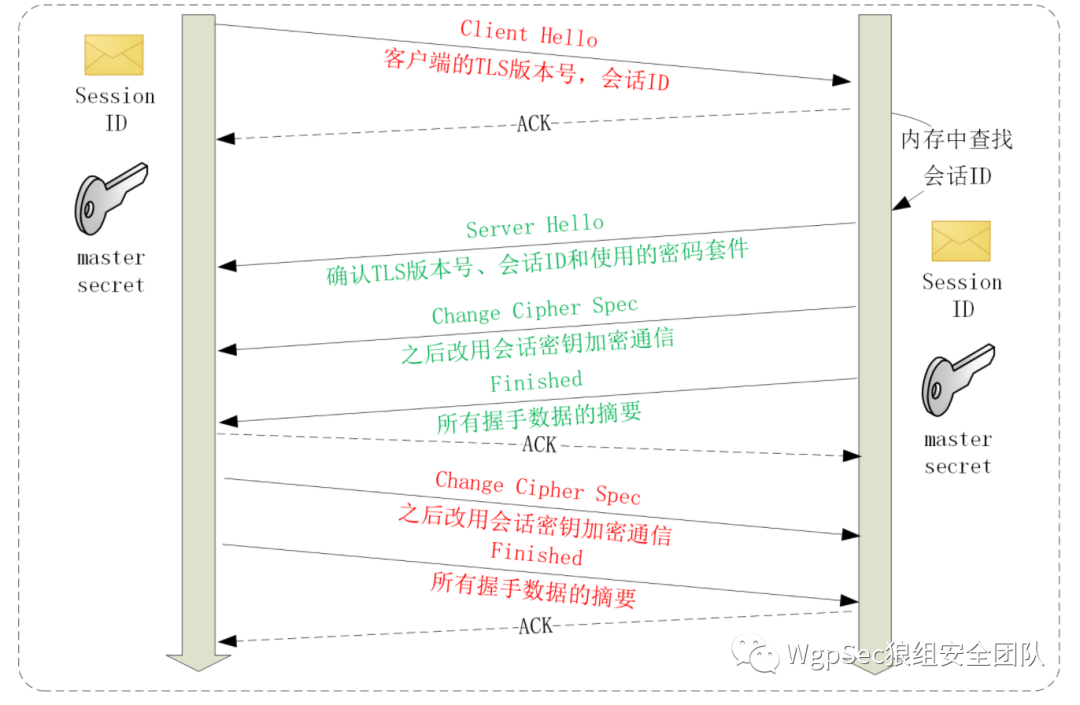 Client Hello
客户端的TLS版本号，会话ID
Session
ID
ACK
内存中查找
会话ID
master
secret
Server Hello
确认TLS版本号、会话ID和使用的密码套件
Session
ID
Change Cipher Spec
之后改用会话密钥加密通信
Finished
所有握手数据的摘要
ACK
master
secret
Change Cipher Spec
之后改用会话密钥加密通信
Finished
所有握手数据的摘要
ACK
WgpSec狼组安全团队